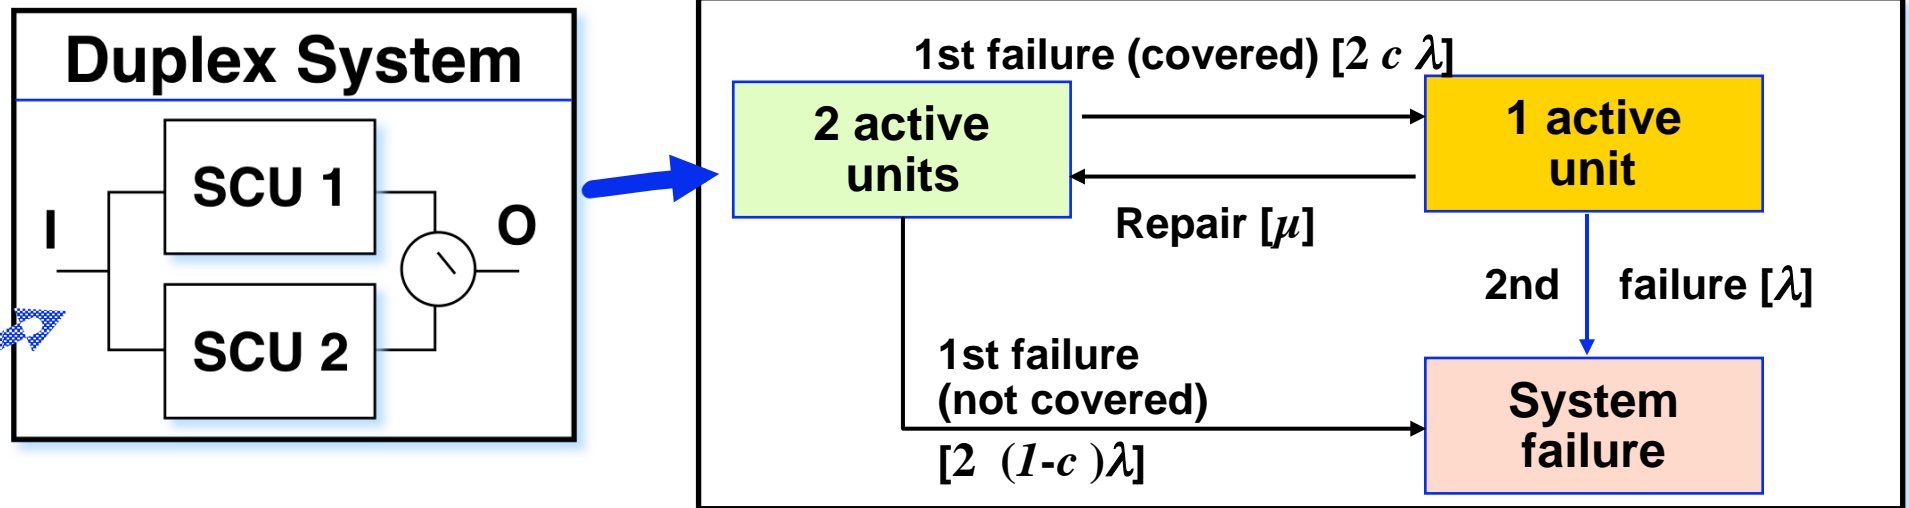 Duplex System
SCU 1
I
O
SCU 2
1st failure (covered) [2 c λ]
2 active
units
1 active
unit
Repair [μ]
2nd failure [λ]
1st failure
(not covered)
[2 (1-c )λ]
System
failure